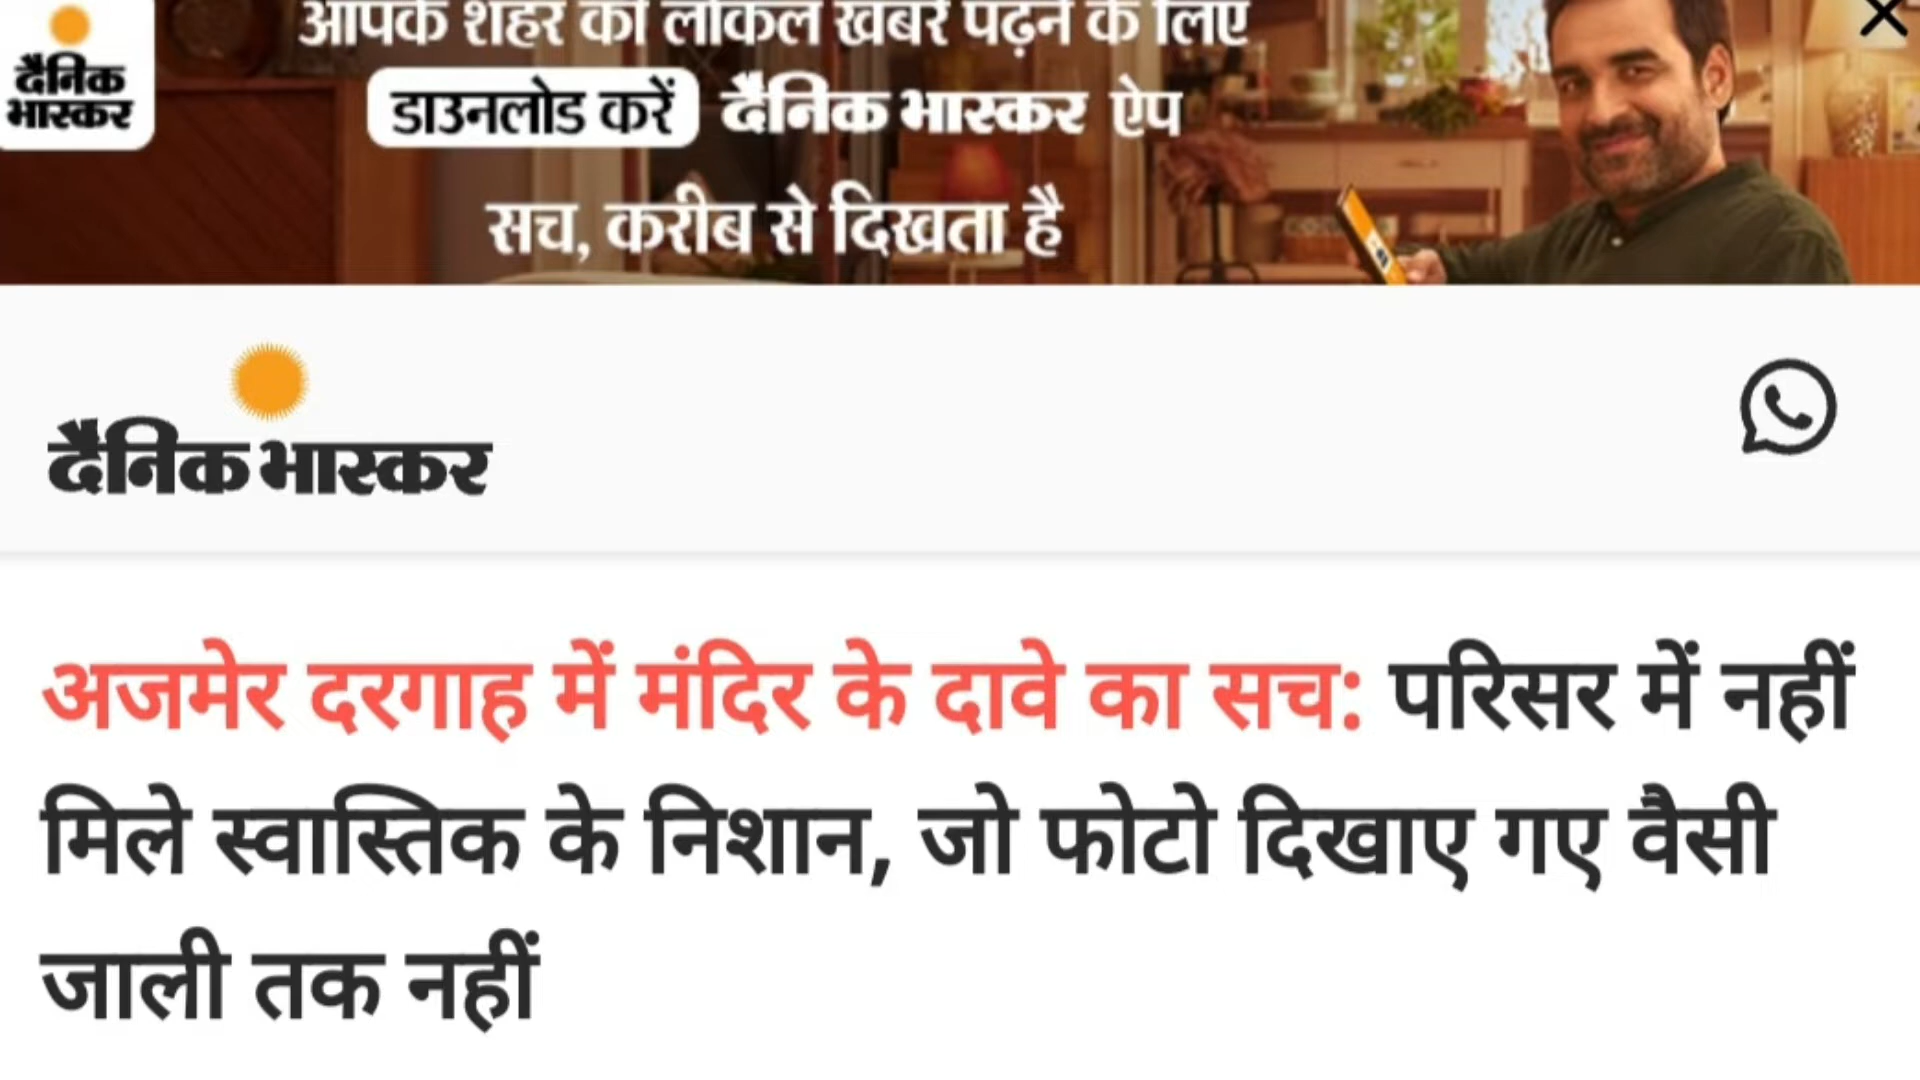 आपके शहर की लोकल खबरें पढ़ने के लिए
दैनिक
भास्कर
डाउनलोड करें दैनिक भास्कर ऐप
सच, करीब से दिखता है
दैनिक भास्कर
अजमेर दरगाह में मंदिर के दावे का सच: परिसर में नहीं
मिले स्वास्तिक के निशान, जो फोटो दिखाए गए वैसी
जाली तक नहीं